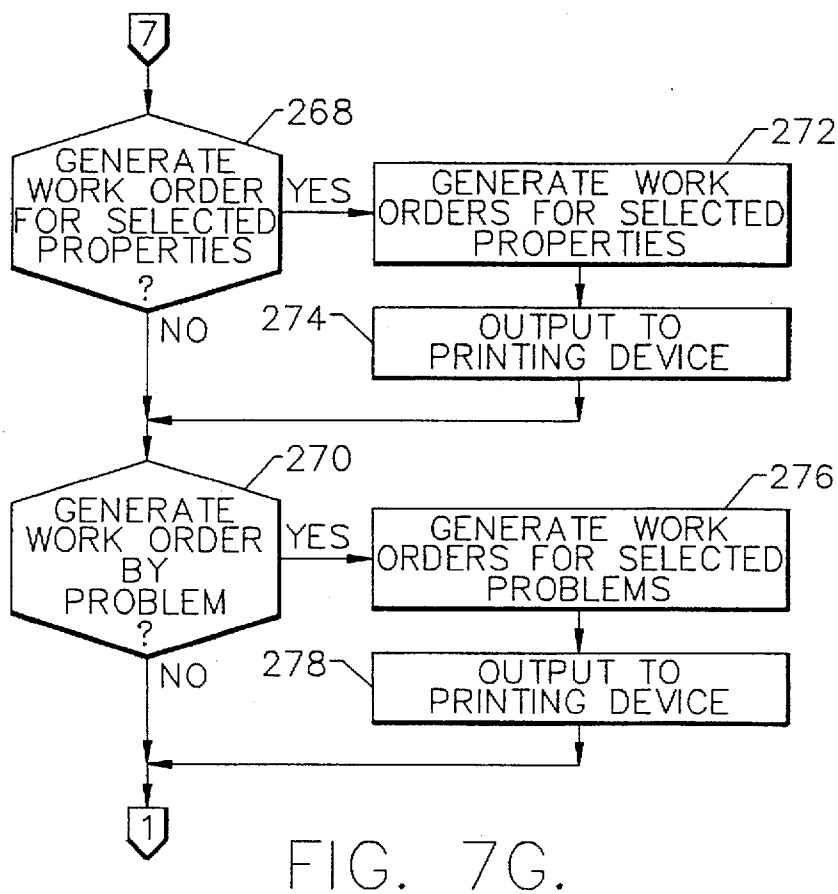 7
268
GENERATE
WORK ORDER
FOR SELECTED
PROPERTIES
?
YES
NO
272
GENERATE WORK
ORDERS FOR SELECTED
PROPERTIES
274
OUTPUT TO
PRINTING DEVICE
270
GENERATE
WORK ORDER
BY
PROBLEM
?
YES
NO
276
GENERATE WORK
ORDERS FOR SELECTED
PROBLEMS
278
OUTPUT TO
PRINTING DEVICE
1
FIG. 7G.